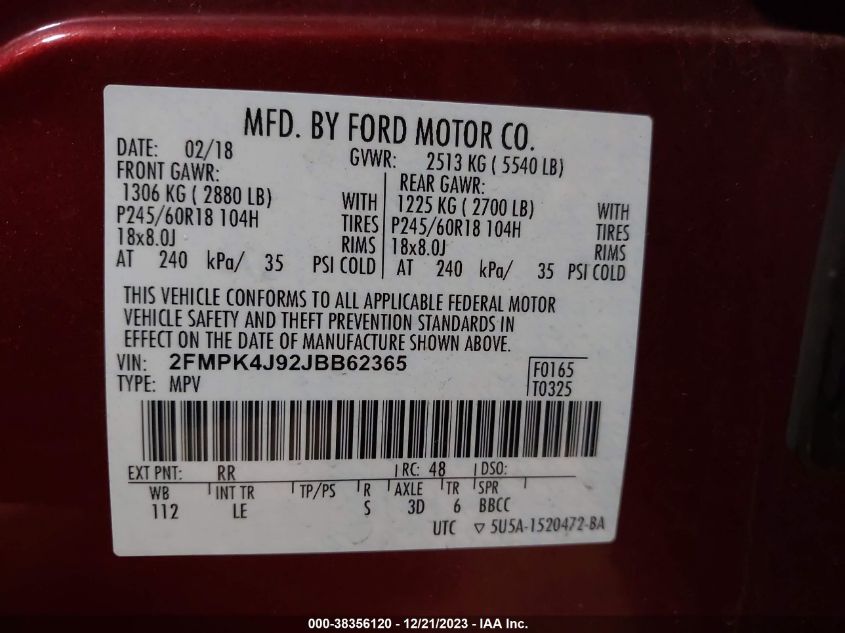 MFD. BY FORD MOTOR CO.
DATE: 02/18 GVWR: 2513 KG ( 5540 LB)
FRONT GAWR: REAR GAWR:
1306 KG ( 2880 LB) WITH 1225 KG ( 2700 LB) WITH
P245/60R18 104H TIRES P245/60R18 104H TIRES
18x8.0J RIMS 18x8.0J RIMS
AT 240 kPa/ 35 PSI COLD AT 240 kPa/ 35 PSI COLD
THIS VEHICLE CONFORMS TO ALL APPLICABLE FEDERAL MOTOR
VEHICLE SAFETY AND THEFT PREVENTION STANDARDS IN
EFFECT ON THE DATE OF MANUFACTURE SHOWN ABOVE.
VIN: 2FMPK4J92JBB62365 F0165
TYPE: MPV T0325
EXT PNT: RR RC: 48 DSO:
WB INT TR TP/PS R AXLE TR SPR
112 LE S 3D 6 BBCC
UTC ▽ 5U5A-1520472-BA
000-38356120 - 12/21/2023 - IAA Inc.